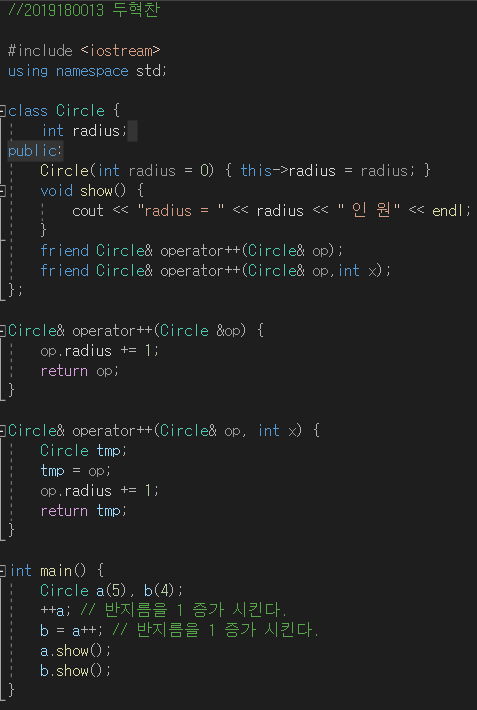 //2019180013 두혁찬
#include <iostream>
using namespace std;
class Circle {
int radius;
public:
Circle(int radius = 0) { this->radius = radius; }
void show() {
cout << "radius = " << radius << " 인 원" << endl;
}
friend Circle& operator++(Circle& op);
friend Circle& operator++(Circle& op,int x);
};
Circle& operator++(Circle &op) {
op.radius += 1;
return op;
}
Circle& operator++(Circle& op, int x) {
Circle tmp;
tmp = op;
op.radius += 1;
return tmp;
}
int main() {
Circle a(5), b(4);
++a; // 반지름을 1 증가 시킨다.
b = a++; // 반지름을 1 증가 시킨다.
a.show();
b.show();
}